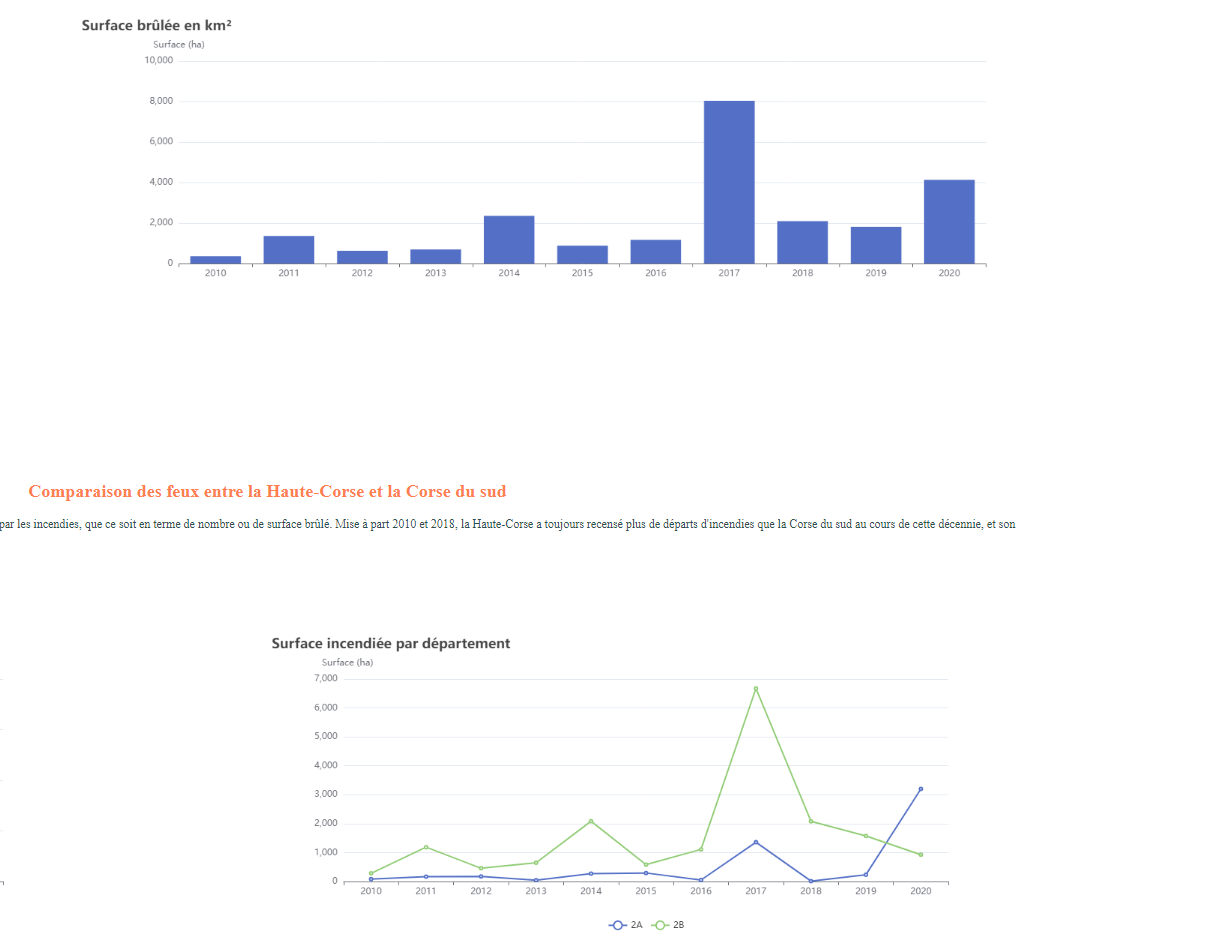 Surface brûlée en km²
Surface (ha)
10,000
8,000
6,000
4,000
2,000
0
2010 2011 2012 2013 2014 2015 2016 2017 2018 2019 2020
Comparaison des feux entre la Haute-Corse et la Corse du sud
par les incendies, que ce soit en terme de nombre ou de surface brûlé. Mise à part 2010 et 2018, la Haute-Corse a toujours recensé plus de départs d'incendies que la Corse du sud au cours de cette décennie, et son
Surface incendiée par département
Surface (ha)
7,000
6,000
5,000
4,000
3,000
2,000
1,000
0
2010 2011 2012 2013 2014 2015 2016 2017 2018 2019 2020
2A 2B